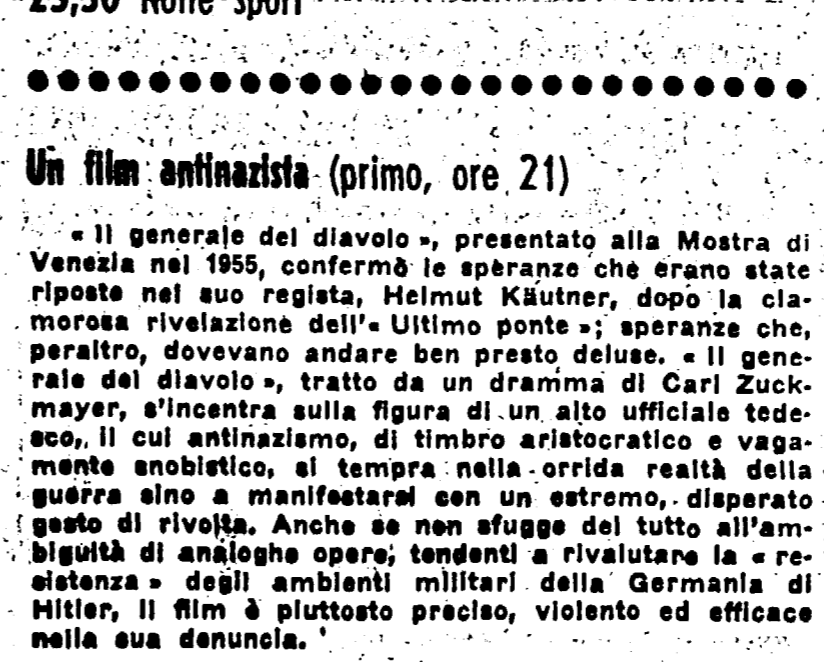 23,30 Notte sport
Un film antinazista (primo, ore 21)
« Il generale del diavolo », presentato alla Mostra di
Venezia nel 1955, confermò le speranze che erano state
riposte nel suo regista, Helmut Käutner, dopo la cla-
morosa rivelazione dell'« Ultimo ponte »; speranze che,
peraltro, dovevano andare ben presto deluse. « Il gene-
rale del diavolo », tratto da un dramma di Carl Zuck-
mayer, s'incentra sulla figura di un alto ufficiale tede-
sco, il cui antinazismo, di timbro aristocratico e vaga-
mente snobistico, si tempra nella orrida realtà della
guerra sino a manifestarsi con un estremo, disperato
gesto di rivolta. Anche se non sfugge del tutto all'am-
biguità di analoghe opere, tendenti a rivalutare la « re-
sistenza » degli ambienti militari della Germania di
Hitler, il film è piuttosto preciso, violento ed efficace
nella sua denuncia.